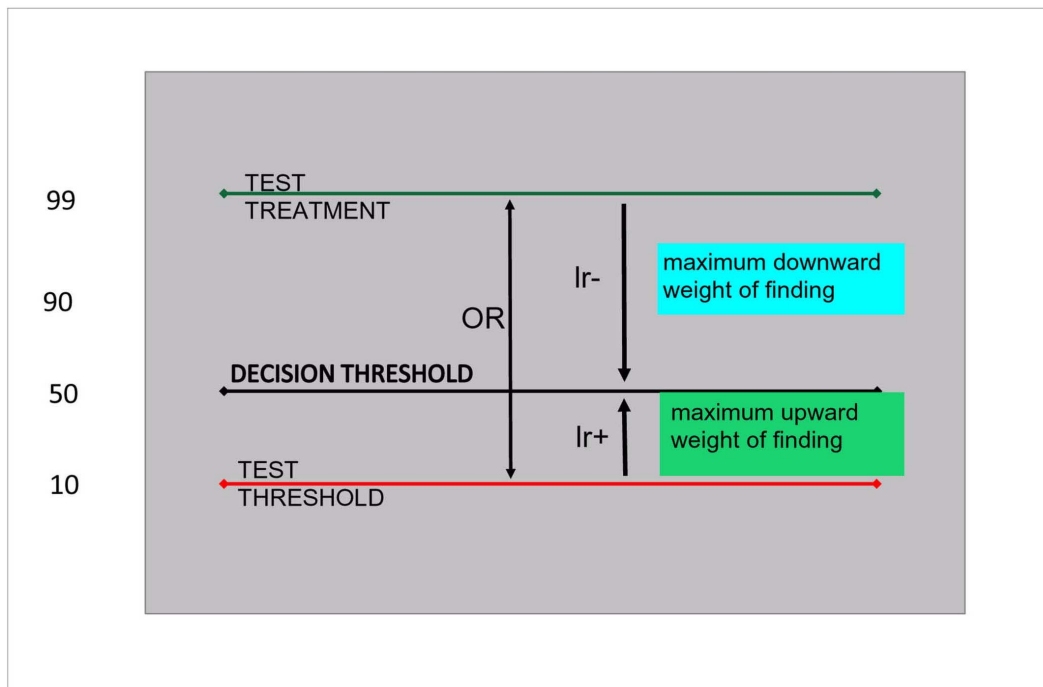 99
TEST
TREATMENT
lr-
maximum downward
weight of finding
90
OR
DECISION THRESHOLD
50
lr+
maximum upward
weight of finding
10
TEST
THRESHOLD